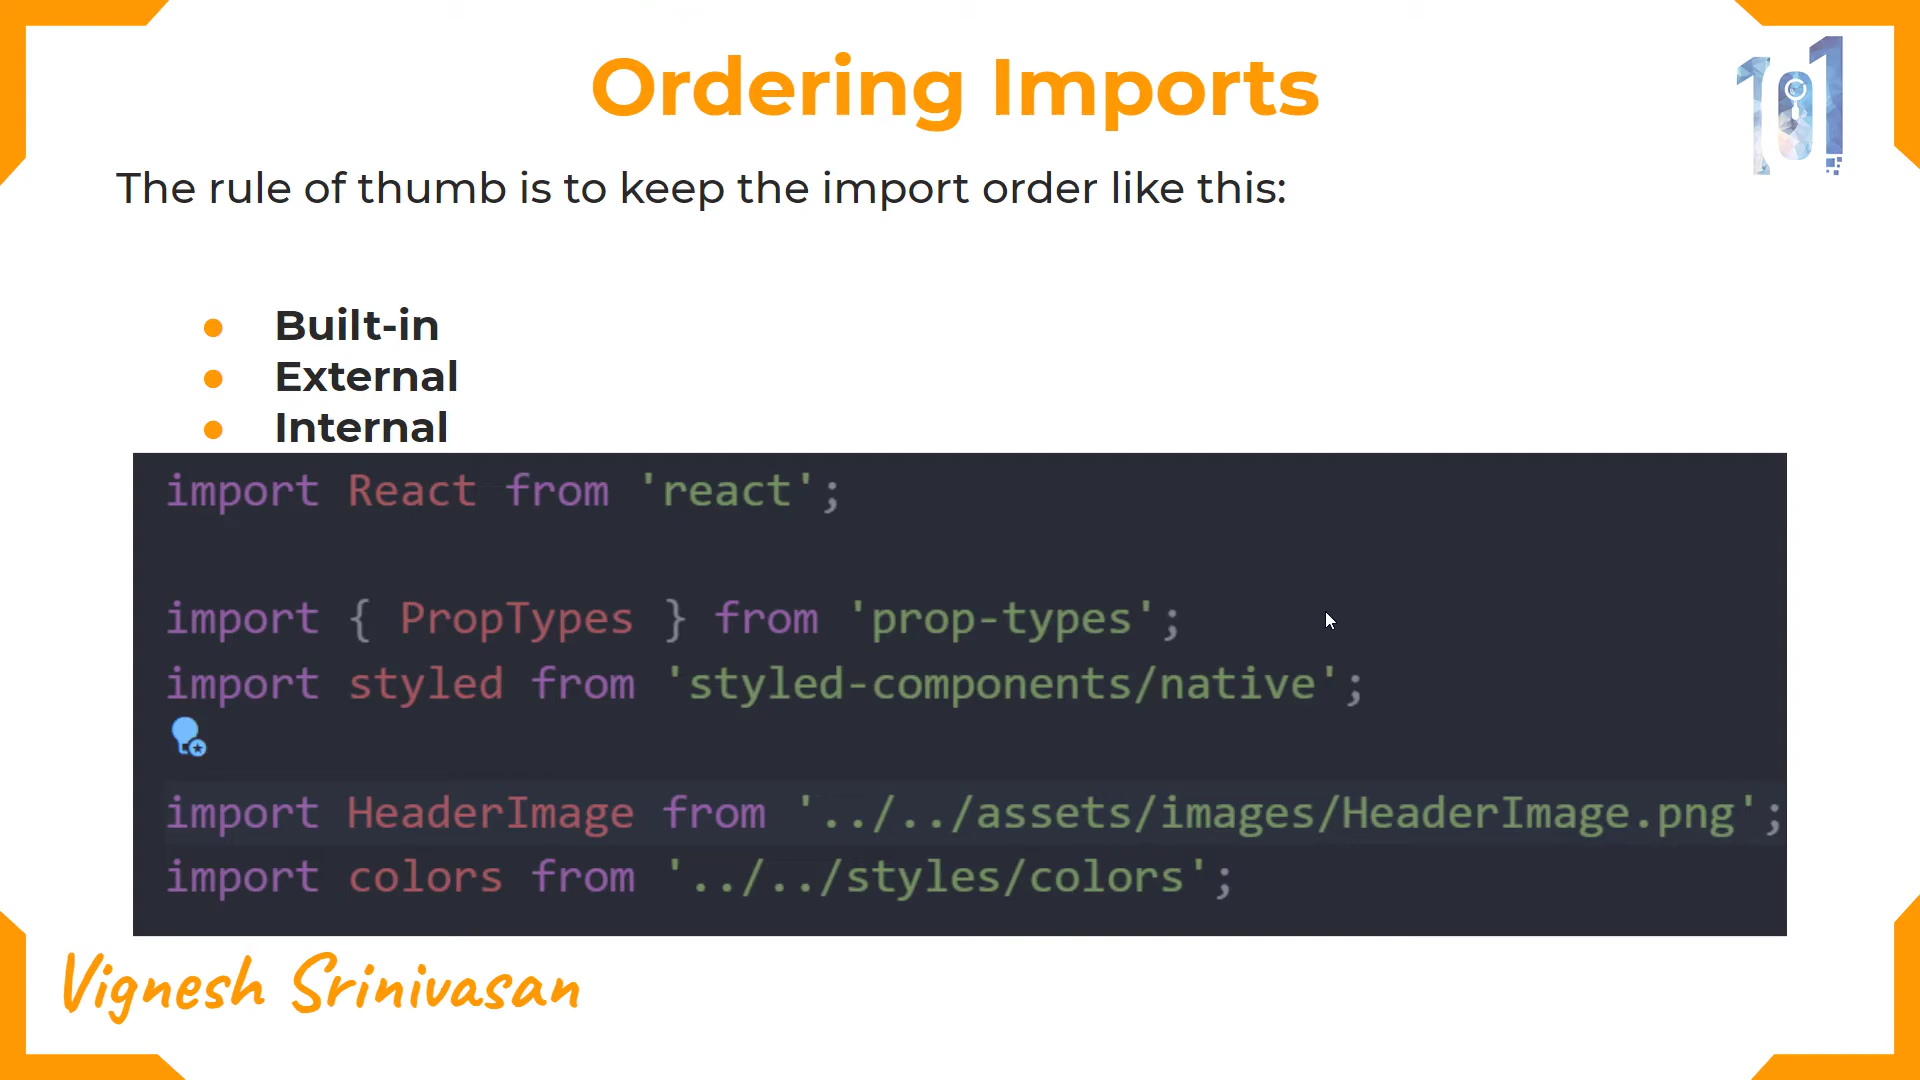 Ordering Imports
101
The rule of thumb is to keep the import order like this:
● Built-in
● External
● Internal
import React from 'react';
import { PropTypes } from 'prop-types';
import styled from 'styled-components/native';
import HeaderImage from '../../assets/images/HeaderImage.png';
import colors from '../../styles/colors';
Vignesh Srinivasan